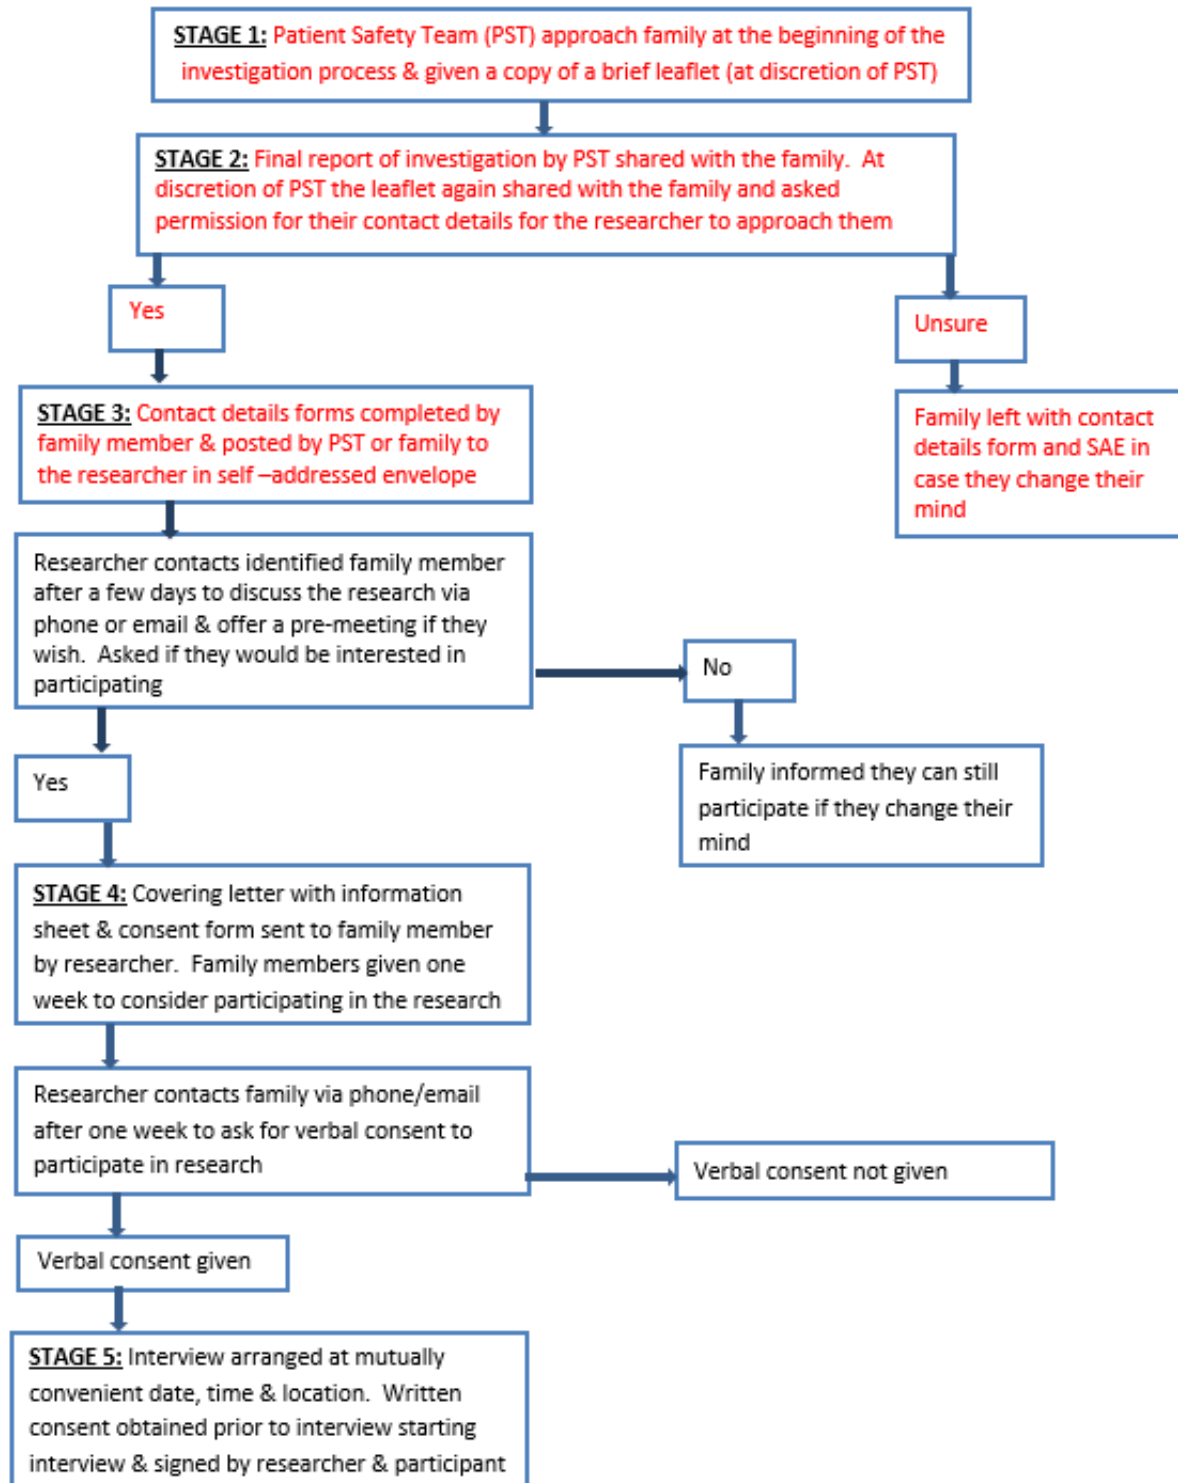 STAGE 1: Patient Safety Team (PST) approach family at the beginning of the
investigation process & given a copy of a brief leaflet (at discretion of PST)
STAGE 2: Final report of investigation by PST shared with the family. At
discretion of PST the leaflet again shared with the family and asked
permission for their contact details for the researcher to approach them
Yes
Unsure
STAGE 3: Contact details forms completed by
family member & posted by PST or family to
the researcher in self –addressed envelope
Family left with contact
details form and SAE in
case they change their
mind
Researcher contacts identified family member
after a few days to discuss the research via
phone or email & offer a pre-meeting if they
wish. Asked if they would be interested in
participating
No
Yes
Family informed they can still
participate if they change their
mind
STAGE 4: Covering letter with information
sheet & consent form sent to family member
by researcher. Family members given one
week to consider participating in the research
Researcher contacts family via phone/email
after one week to ask for verbal consent to
participate in research
Verbal consent not given
Verbal consent given
STAGE 5: Interview arranged at mutually
convenient date, time & location. Written
consent obtained prior to interview starting
interview & signed by researcher & participant